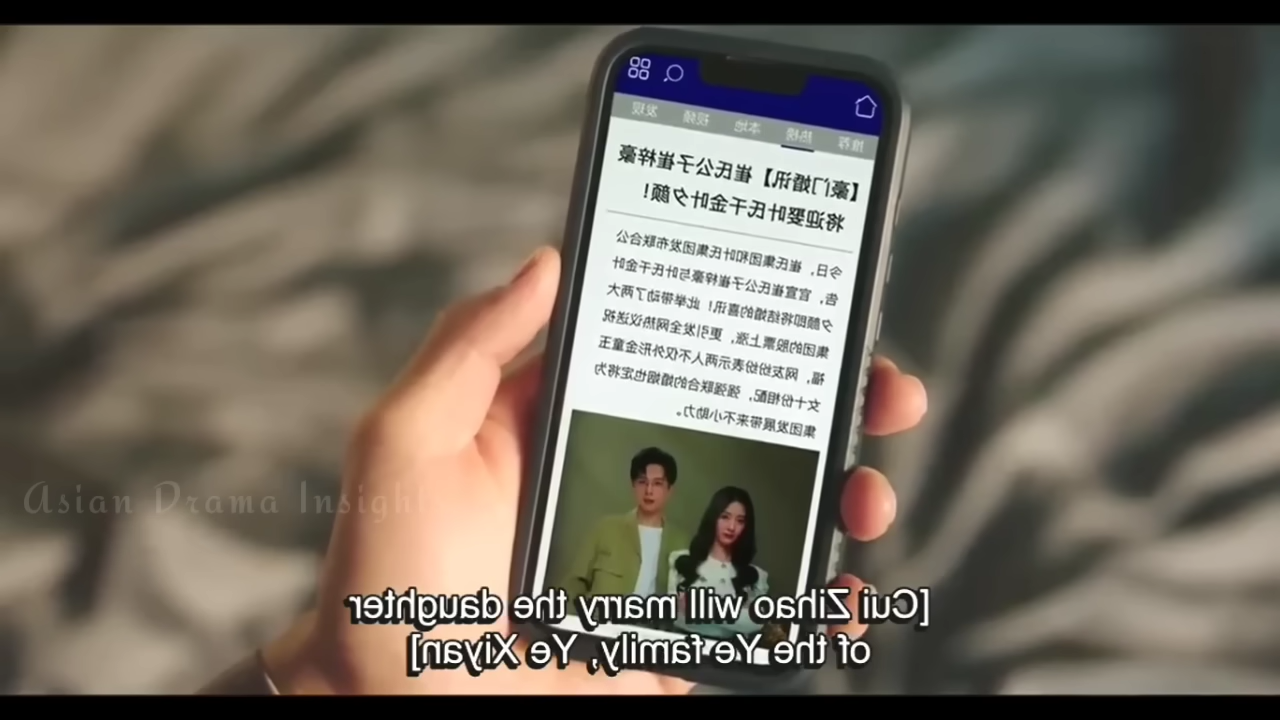 推荐 热榜 本地 视频 发现
【豪门婚讯】崔氏公子崔梓豪
将迎娶叶氏千金叶夕颜！
今日，崔氏集团和叶氏集团发布联合公
告，官宣崔氏公子崔梓豪与叶氏千金叶
夕颜即将结婚的喜讯！此举带动了两大
集团的股票上涨，更引发全网热议送祝
福，网友纷纷表示两人不仅外形金童玉
女十份相配，强强联合的婚姻也定将为
集团发展带来不小助力。
Asian Drama Insight
[Cui Zihao will marry the daughter
of the Ye family, Ye Xiyan]